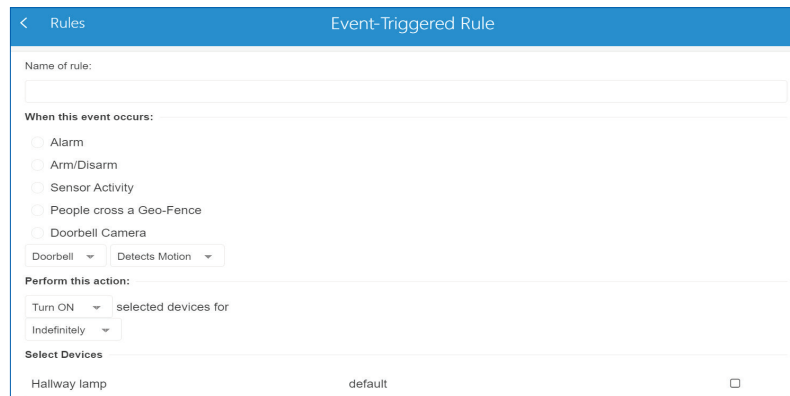 Rules Event-Triggered Rule
Name of rule:
When this event occurs:
Alarm
Arm/Disarm
Sensor Activity
People cross a Geo-Fence
Doorbell Camera
Doorbell Detects Motion
Perform this action:
Turn ON selected devices for
Indefinitely
Select Devices
Hallway lamp default